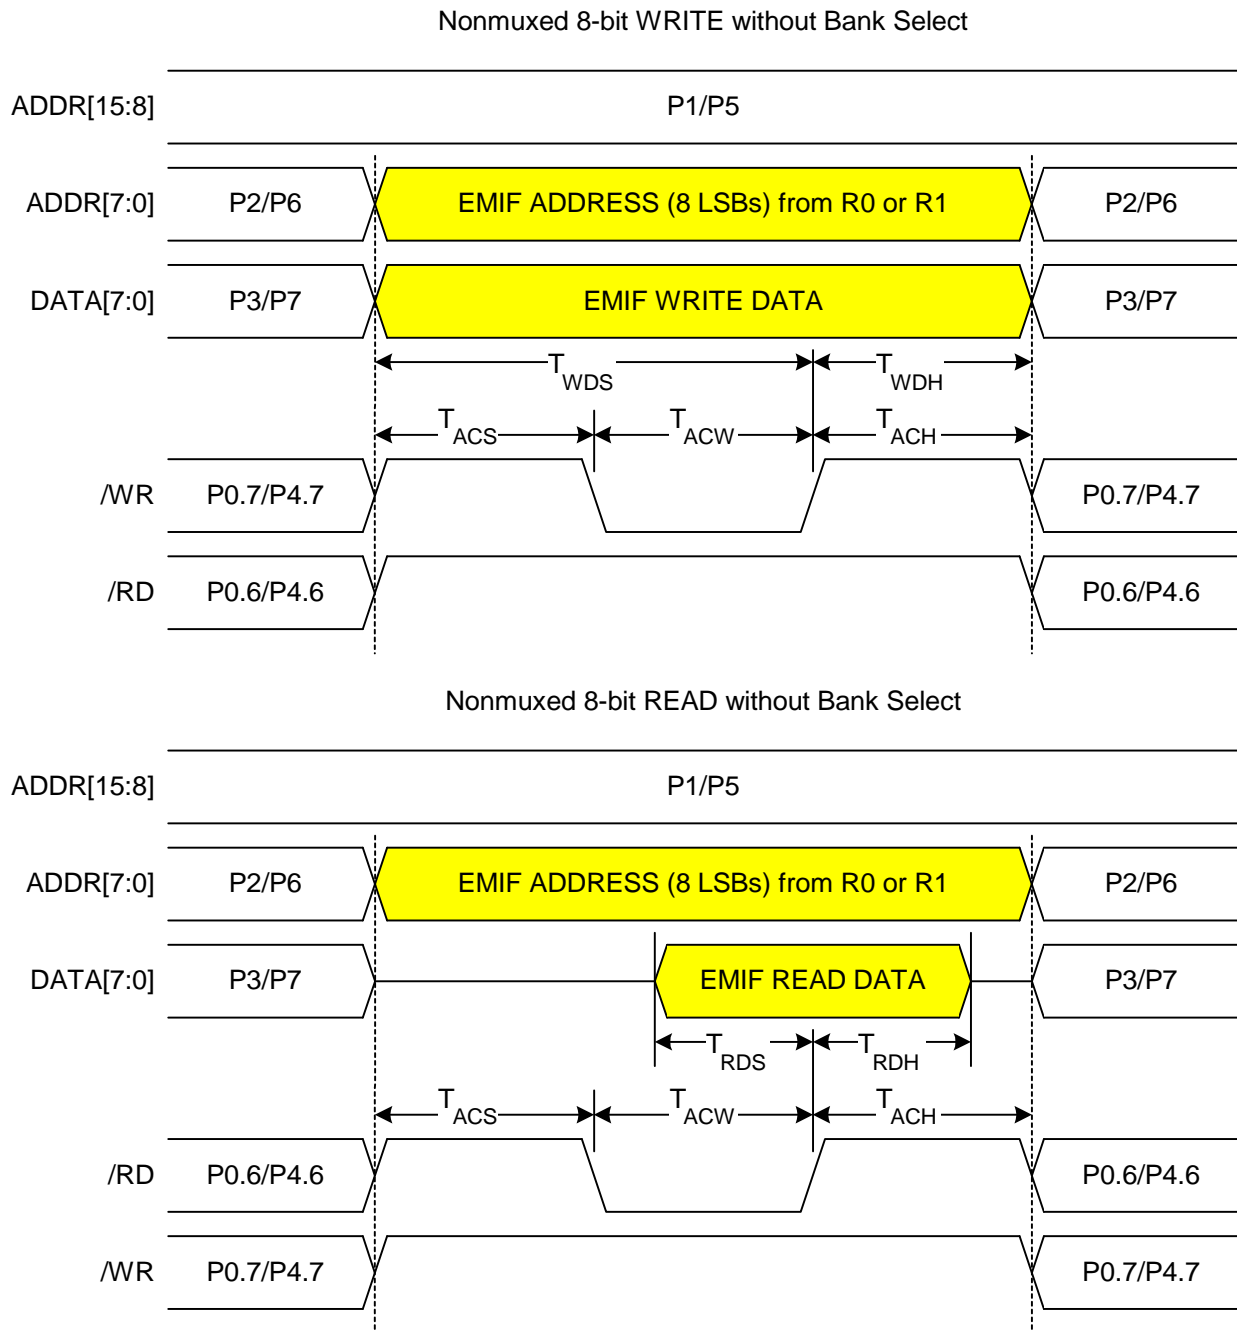 Nonmuxed 8-bit WRITE without Bank Select
ADDR[15:8] P1/P5
ADDR[7:0] P2/P6 EMIF ADDRESS (8 LSBs) from R0 or R1 P2/P6
DATA[7:0] P3/P7 EMIF WRITE DATA P3/P7
TWDS TWDH
TACS TACW TACH
/WR P0.7/P4.7 P0.7/P4.7
/RD P0.6/P4.6 P0.6/P4.6
Nonmuxed 8-bit READ without Bank Select
ADDR[15:8] P1/P5
ADDR[7:0] P2/P6 EMIF ADDRESS (8 LSBs) from R0 or R1 P2/P6
DATA[7:0] P3/P7 EMIF READ DATA P3/P7
TRDS TRDH
TACS TACW TACH
/RD P0.6/P4.6 P0.6/P4.6
/WR P0.7/P4.7 P0.7/P4.7